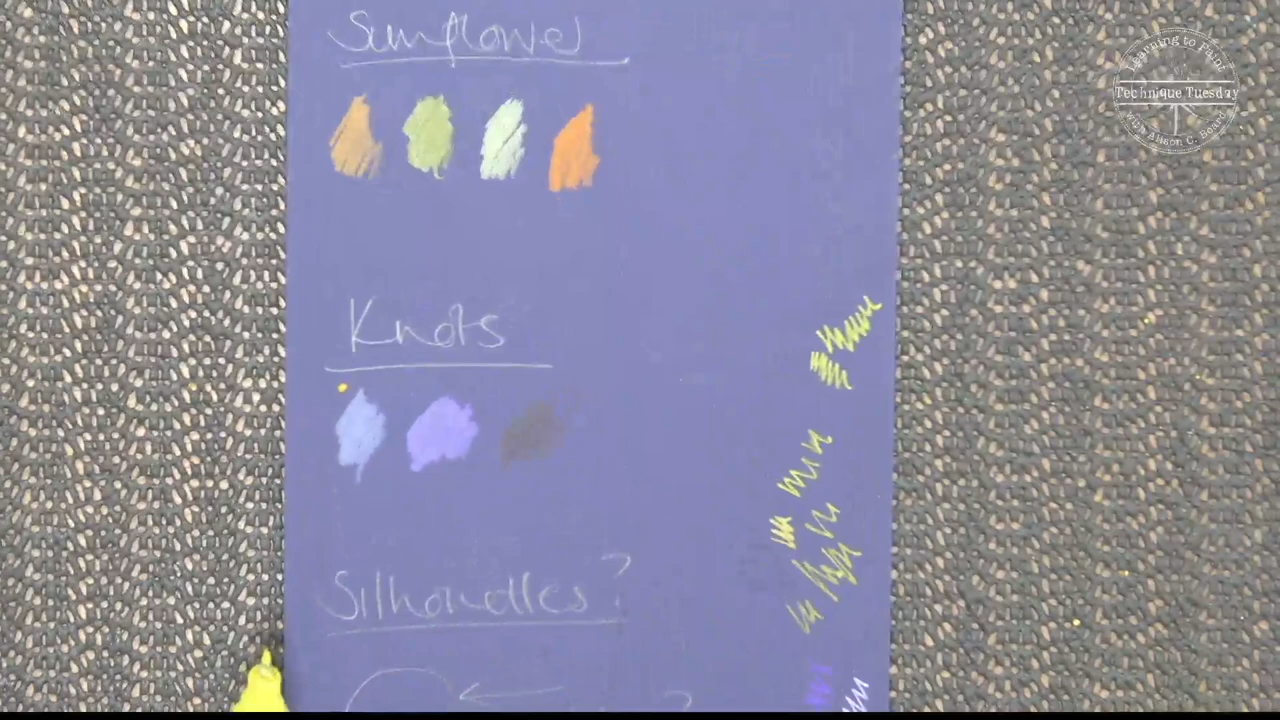 Sunflower
Knots
Silhouettes?
?
Learning to Paint
Technique Tuesday
with Alison C. Board